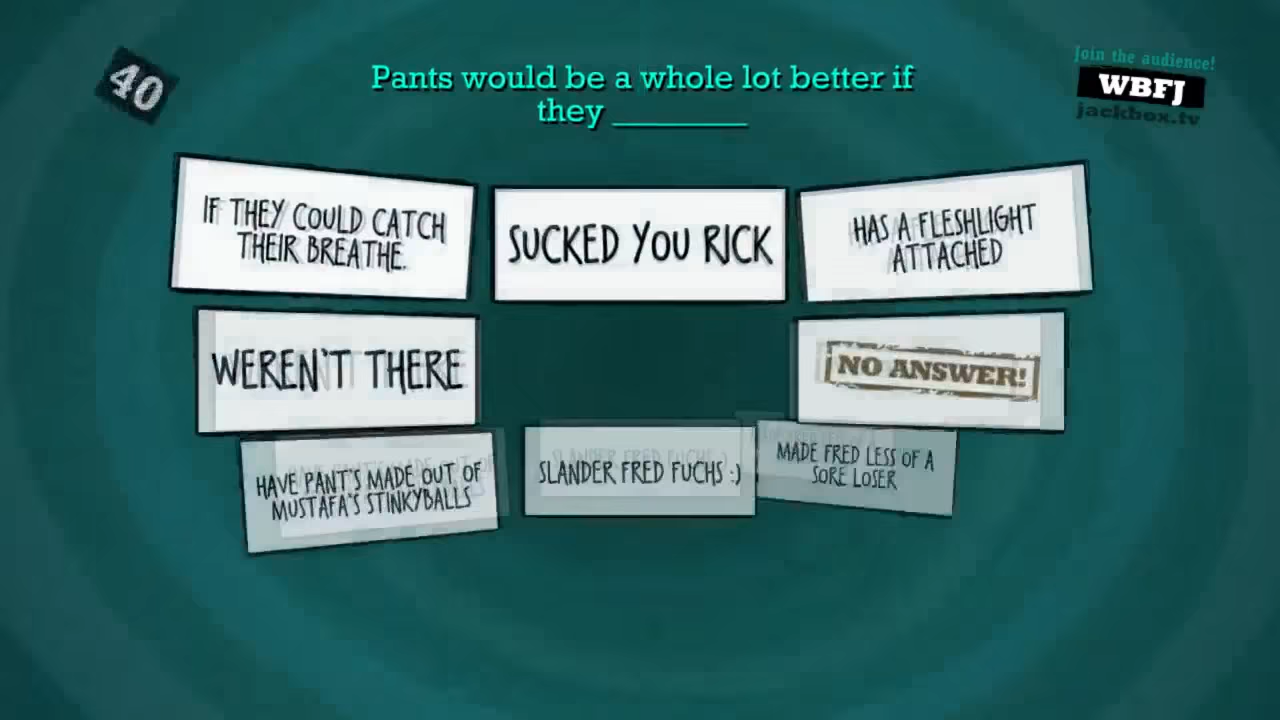 40
Pants would be a whole lot better if
they ________
Join the audience!
WBFJ
jackbox.tv
IF THEY COULD CATCH
THEIR BREATHE.
SUCKED YOU RICK
HAS A FLESHLIGHT
ATTACHED
WEREN'T THERE
NO ANSWER!
HAVE PANT'S MADE OUT OF
MUSTAFA'S STINKYBALLS
SLANDER FRED FUCHS :)
MADE FRED LESS OF A
SORE LOSER